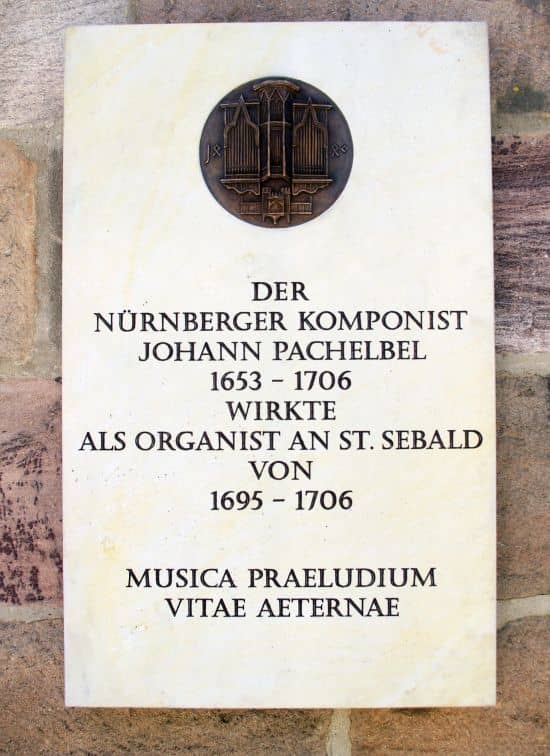 DER
NÜRNBERGER KOMPONIST
JOHANN PACHELBEL
1653 – 1706
WIRKTE
ALS ORGANIST AN ST. SEBALD
VON
1695 – 1706
MUSICA PRAELUDIUM
VITAE AETERNAE